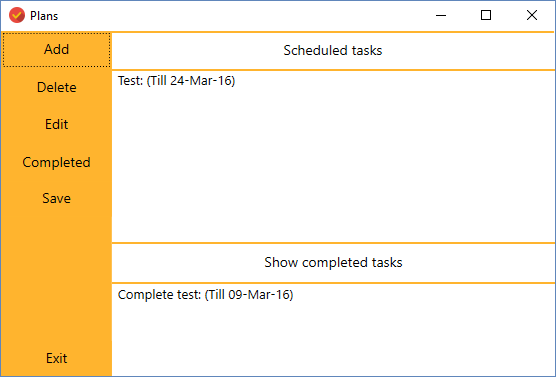 Plans
Add
Delete
Edit
Completed
Save
Exit
Scheduled tasks
Test: (Till 24-Mar-16)
Show completed tasks
Complete test: (Till 09-Mar-16)